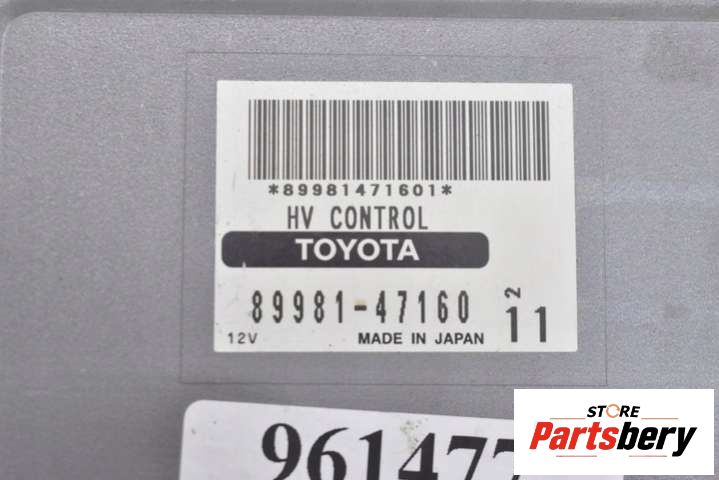 *89981471601*
HV CONTROL
TOYOTA
89981-47160
2
11
12V
MADE IN JAPAN
STORE
Partsbery